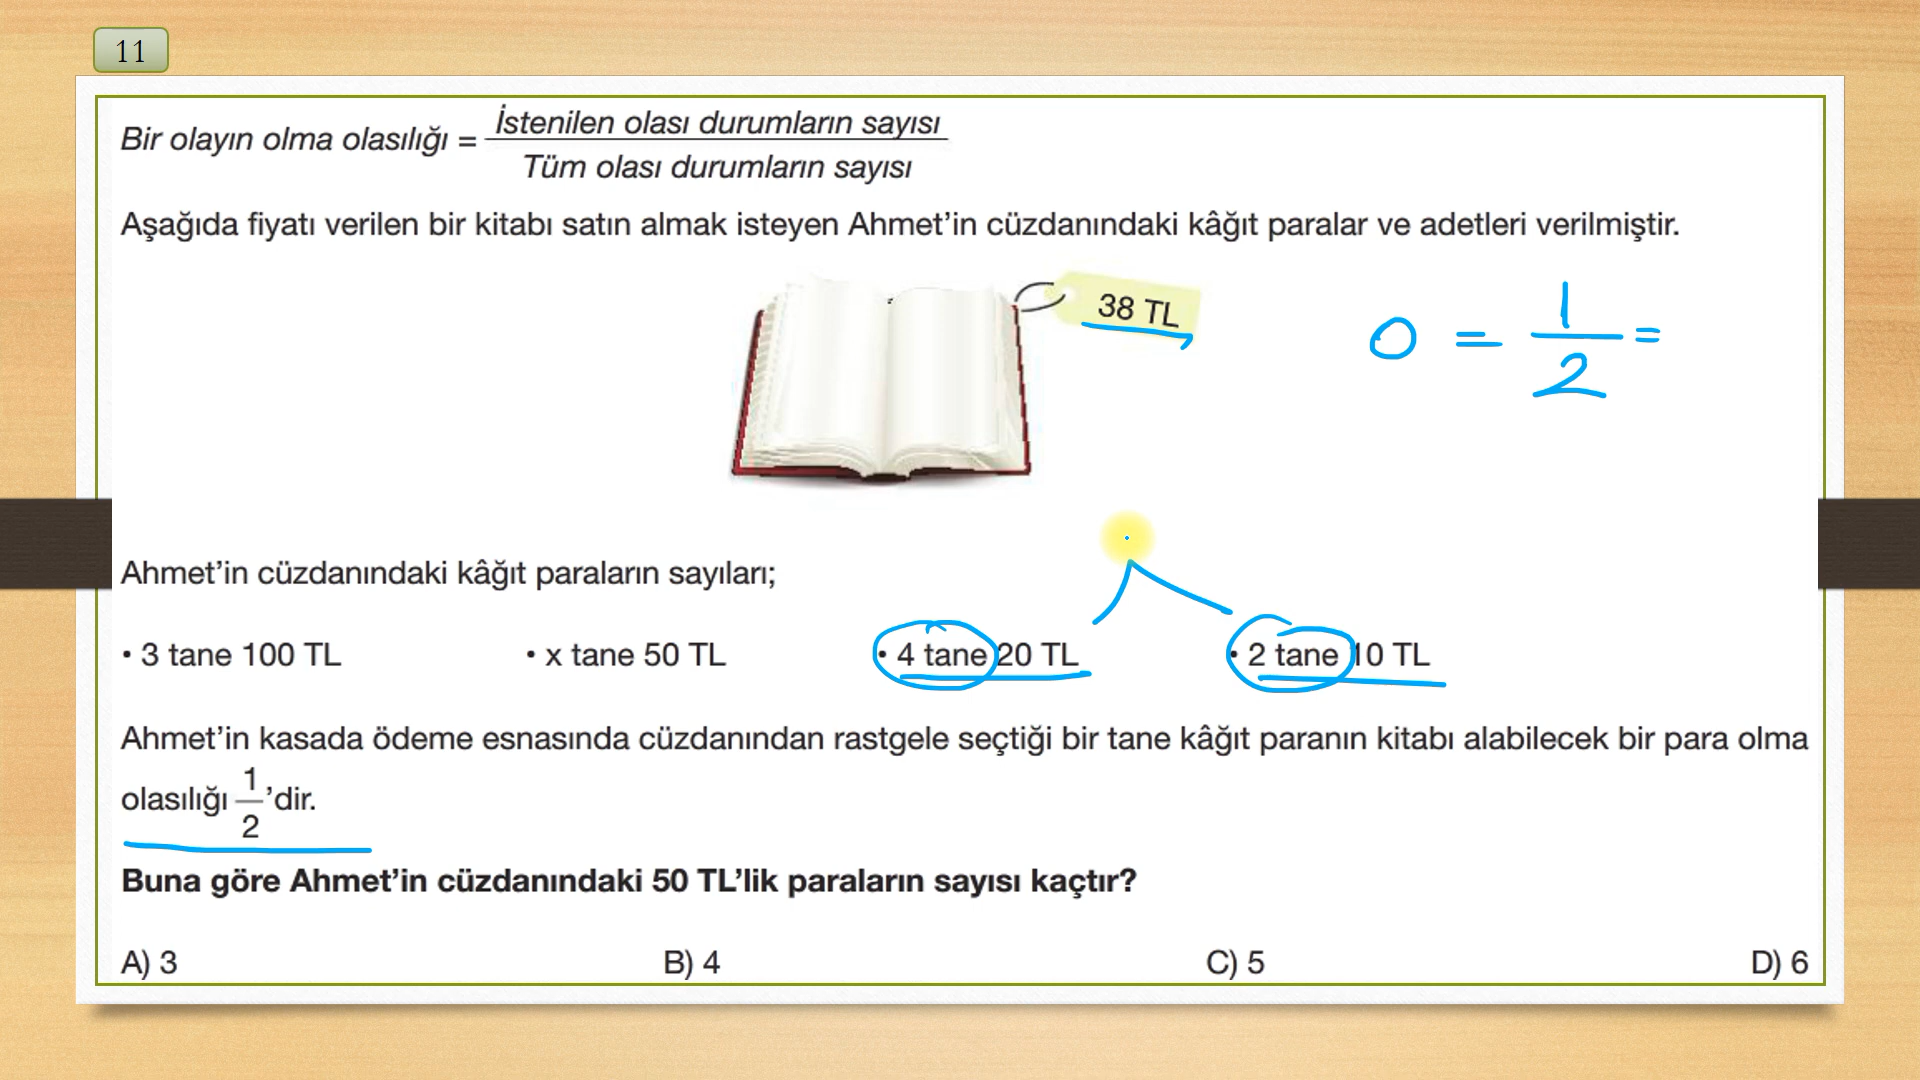 11
Bir olayın olma olasılığı = İstenilen olası durumların sayısı
Tüm olası durumların sayısı
Aşağıda fiyatı verilen bir kitabı satın almak isteyen Ahmet’in cüzdanındaki kâğıt paralar ve adetleri verilmiştir.
38 TL
O = 1/2 =
Ahmet’in cüzdanındaki kâğıt paraların sayıları;
• 3 tane 100 TL • x tane 50 TL • 4 tane 20 TL • 2 tane 10 TL
Ahmet’in kasada ödeme esnasında cüzdanından rastgele seçtiği bir tane kâğıt paranın kitabı alabilecek bir para olma
olasılığı 1/2’dir.
Buna göre Ahmet’in cüzdanındaki 50 TL’lik paraların sayısı kaçtır?
A) 3 B) 4 C) 5 D) 6